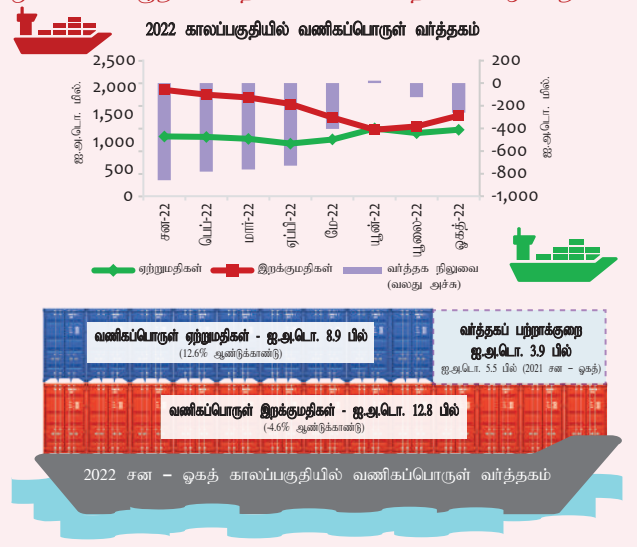 2022 காலப்பகுதியில் வணிகப்பொருள் வர்த்தகம்
ஐ.அ.டொ. மில்.
2,500
2,000
1,500
1,000
500
0
200
0
-200
-400
-600
-800
-1,000
ஐ.அ.டொ. மில்.
சன-22
பெப்-22
மார்-22
ஏப்பி-22
மே-22
யூன்-22
யூலை-22
ஓகத்-22
ஏற்றுமதிகள்
இறக்குமதிகள்
வர்த்தக நிலுவை
(வலது அச்சு)
வணிகப்பொருள் ஏற்றுமதிகள் - ஐ.அ.டொ. 8.9 பில்
(12.6% ஆண்டுக்காண்டு)
வர்த்தகப் பற்றாக்குறை
ஐ.அ.டொ. 3.9 பில்
ஐ.அ.டொ. 5.5 பில் (2021 சன – ஓகத்)
வணிகப்பொருள் இறக்குமதிகள் - ஐ.அ.டொ. 12.8 பில்
(-4.6% ஆண்டுக்காண்டு)
2022 சன – ஓகத் காலப்பகுதியில் வணிகப்பொருள் வர்த்தகம்